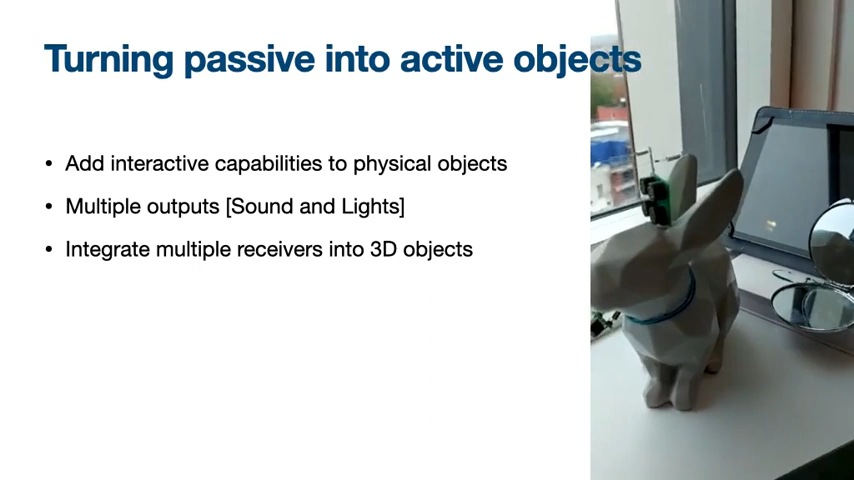 Turning passive into active objects
• Add interactive capabilities to physical objects
• Multiple outputs [Sound and Lights]
• Integrate multiple receivers into 3D objects